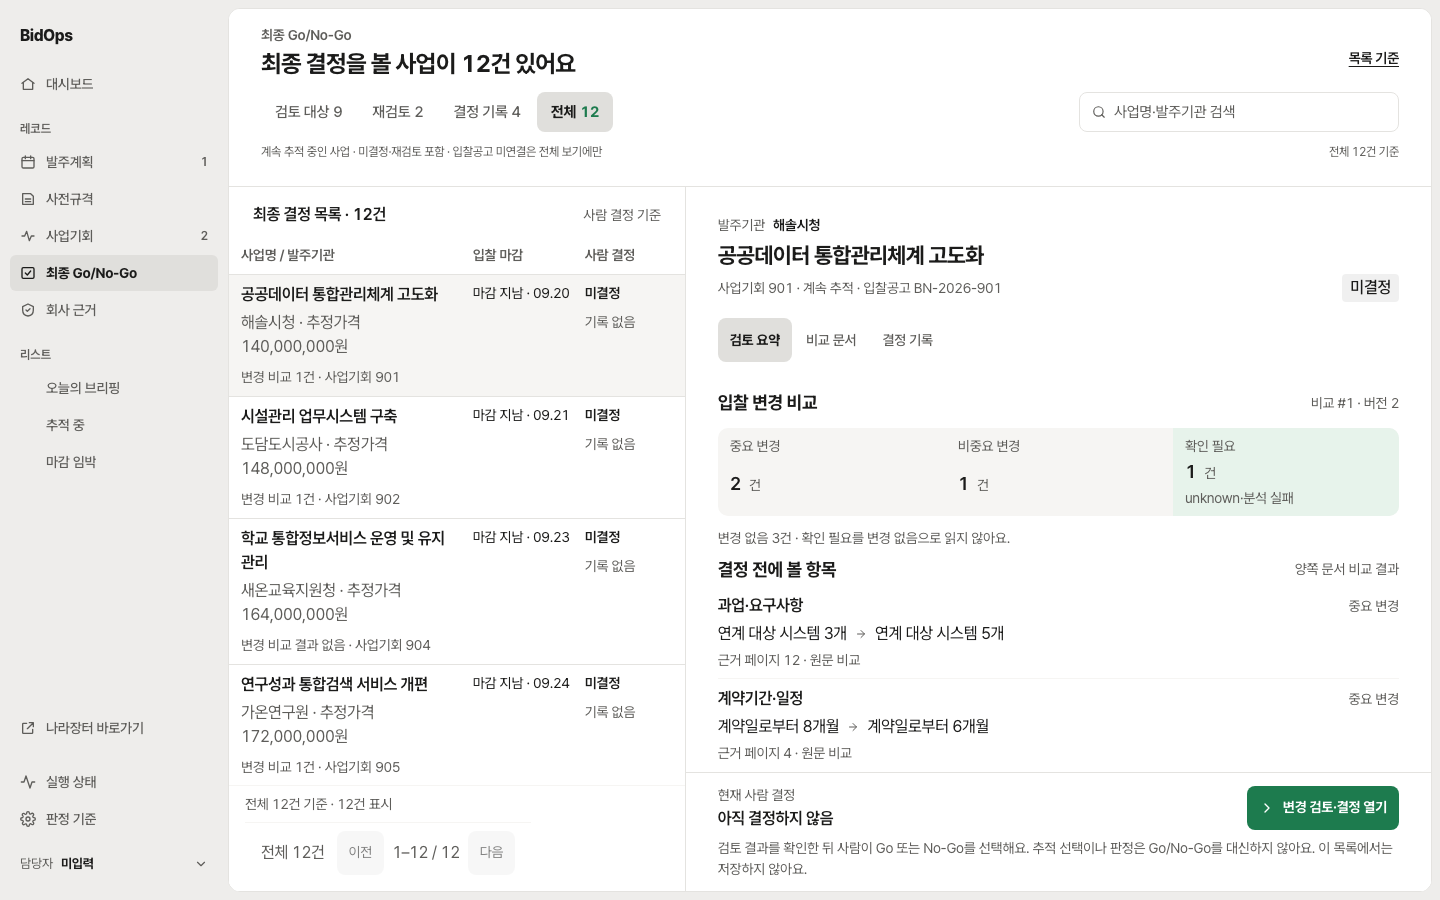 BidOps
대시보드
레코드
발주계획 1
사전규격
사업기회 2
최종 Go/No-Go
회사 근거
리스트
오늘의 브리핑
추적 중
마감 임박
나라장터 바로가기
실행 상태
판정 기준
담당자 미입력
최종 Go/No-Go
최종 결정을 볼 사업이 12건 있어요
목록 기준
검토 대상 9 재검토 2 결정 기록 4 전체 12
사업명·발주기관 검색
계속 추적 중인 사업 · 미결정·재검토 포함 · 입찰공고 미연결은 전체 보기에만
전체 12건 기준
최종 결정 목록 · 12건
사람 결정 기준
사업명 / 발주기관 입찰 마감 사람 결정
공공데이터 통합관리체계 고도화 마감 지남 · 09.20 미결정
해솔시청 · 추정가격 기록 없음
140,000,000원
변경 비교 1건 · 사업기회 901
시설관리 업무시스템 구축 마감 지남 · 09.21 미결정
도담도시공사 · 추정가격 기록 없음
148,000,000원
변경 비교 1건 · 사업기회 902
학교 통합정보서비스 운영 및 유지 마감 지남 · 09.23 미결정
관리 기록 없음
새온교육지원청 · 추정가격
164,000,000원
변경 비교 결과 없음 · 사업기회 904
연구성과 통합검색 서비스 개편 마감 지남 · 09.24 미결정
가온연구원 · 추정가격 기록 없음
172,000,000원
변경 비교 1건 · 사업기회 905
전체 12건 기준 · 12건 표시
전체 12건 이전 1–12 / 12 다음
발주기관 해솔시청
공공데이터 통합관리체계 고도화
사업기회 901 · 계속 추적 · 입찰공고 BN-2026-901
미결정
검토 요약 비교 문서 결정 기록
입찰 변경 비교
비교 #1 · 버전 2
중요 변경 비중요 변경 확인 필요
2 건 1 건 1 건
unknown·분석 실패
변경 없음 3건 · 확인 필요를 변경 없음으로 읽지 않아요.
결정 전에 볼 항목
양쪽 문서 비교 결과
과업·요구사항 중요 변경
연계 대상 시스템 3개 → 연계 대상 시스템 5개
근거 페이지 12 · 원문 비교
계약기간·일정 중요 변경
계약일로부터 8개월 → 계약일로부터 6개월
근거 페이지 4 · 원문 비교
현재 사람 결정
아직 결정하지 않음
변경 검토·결정 열기
검토 결과를 확인한 뒤 사람이 Go 또는 No-Go를 선택해요. 추적 선택이나 판정은 Go/No-Go를 대신하지 않아요. 이 목록에서는
저장하지 않아요.